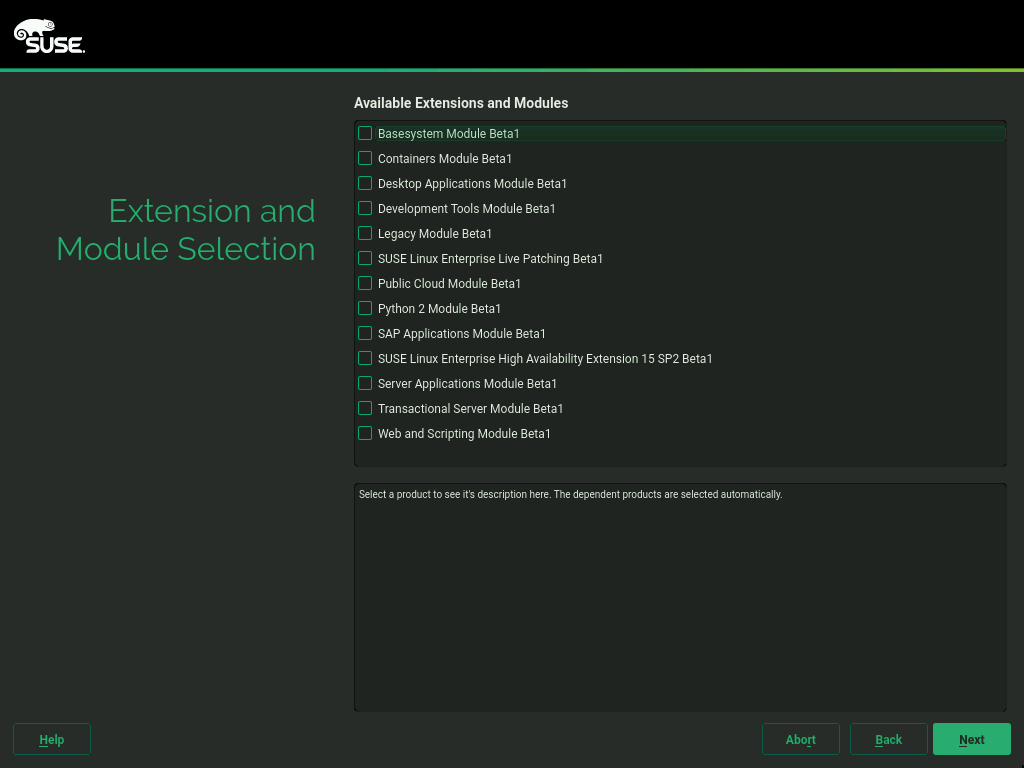 SUSE.
Available Extensions and Modules
Extension and
Module Selection
Basesystem Module Beta1
Containers Module Beta1
Desktop Applications Module Beta1
Development Tools Module Beta1
Legacy Module Beta1
SUSE Linux Enterprise Live Patching Beta1
Public Cloud Module Beta1
Python 2 Module Beta1
SAP Applications Module Beta1
SUSE Linux Enterprise High Availability Extension 15 SP2 Beta1
Server Applications Module Beta1
Transactional Server Module Beta1
Web and Scripting Module Beta1
Select a product to see it's description here. The dependent products are selected automatically.
Help
Abort
Back
Next